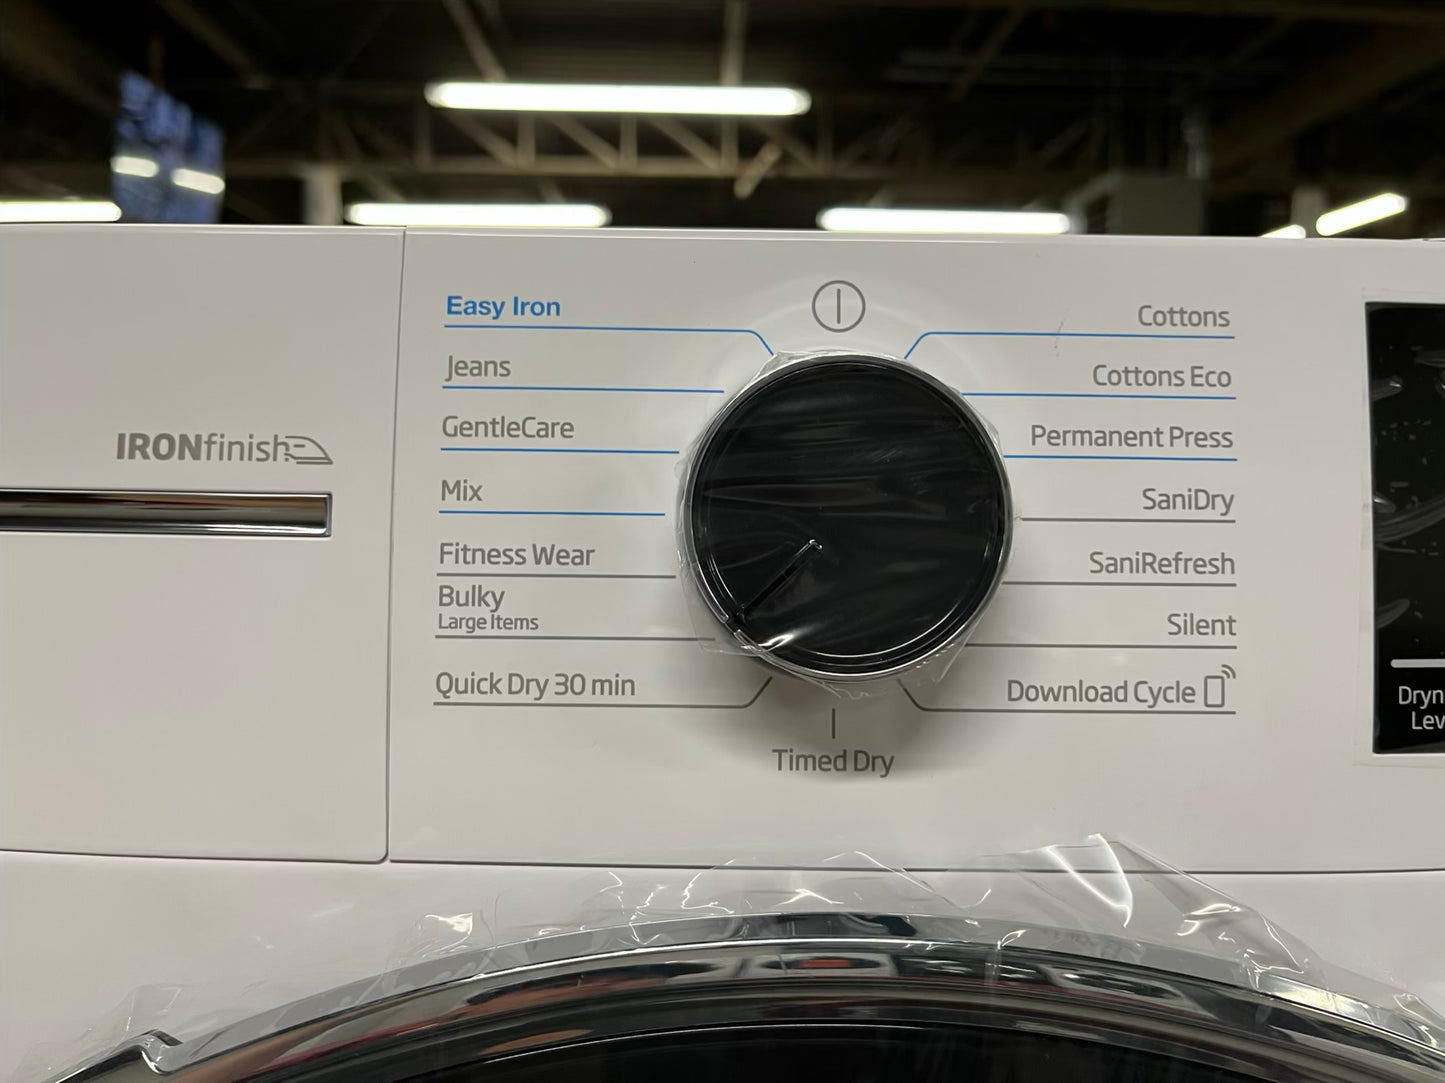 IRONfinish
Easy Iron
Jeans
GentleCare
Mix
Fitness Wear
Bulky
Large Items
Quick Dry 30 min
Timed Dry
Cottons
Cottons Eco
Permanent Press
SaniDry
SaniRefresh
Silent
Download Cycle